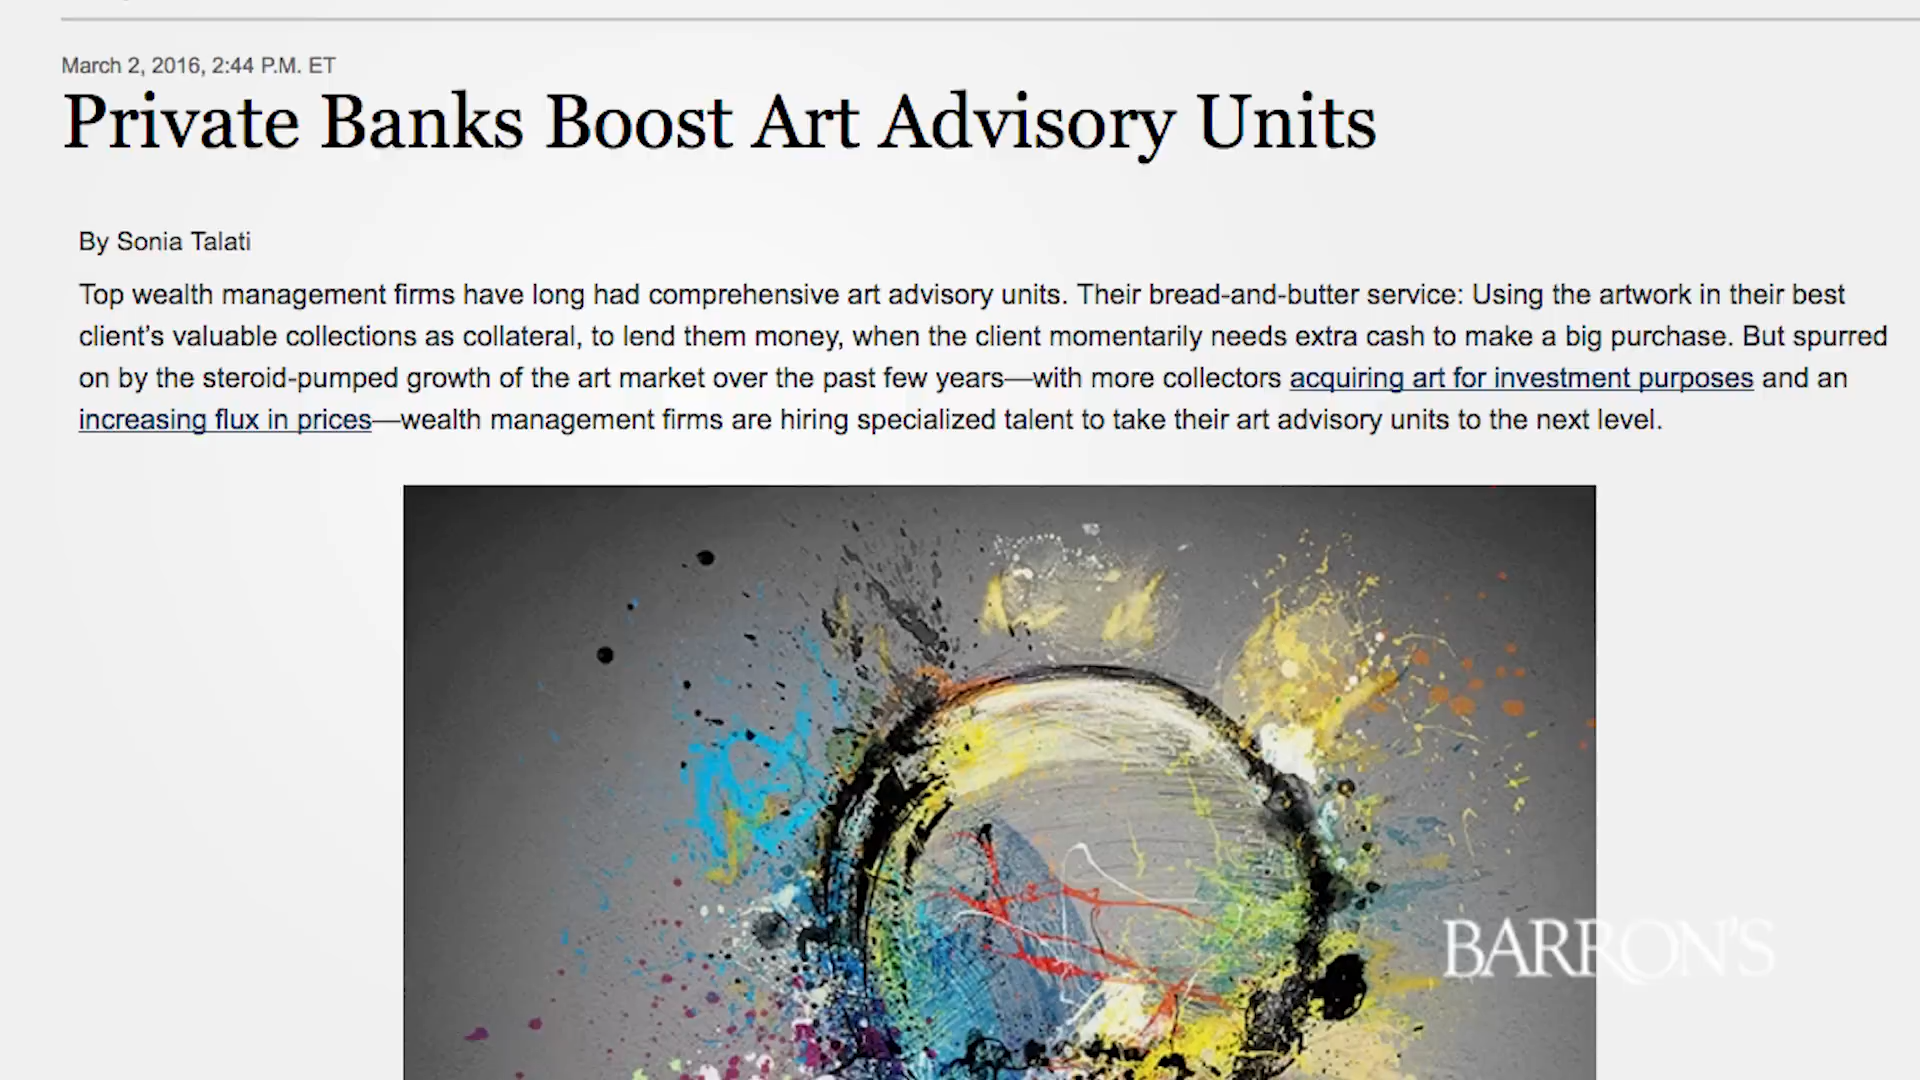 March 2, 2016, 2:44 P.M. ET
Private Banks Boost Art Advisory Units
By Sonia Talati
Top wealth management firms have long had comprehensive art advisory units. Their bread-and-butter service: Using the artwork in their best
client’s valuable collections as collateral, to lend them money, when the client momentarily needs extra cash to make a big purchase. But spurred
on by the steroid-pumped growth of the art market over the past few years—with more collectors acquiring art for investment purposes and an
increasing flux in prices—wealth management firms are hiring specialized talent to take their art advisory units to the next level.
BARRON'S